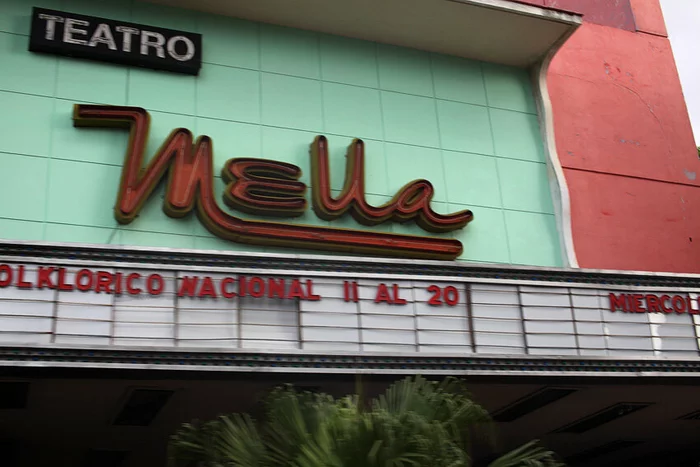 TEATRO
Mella
OLKLORICO NACIONAL 11 AL 20 MIERCOL